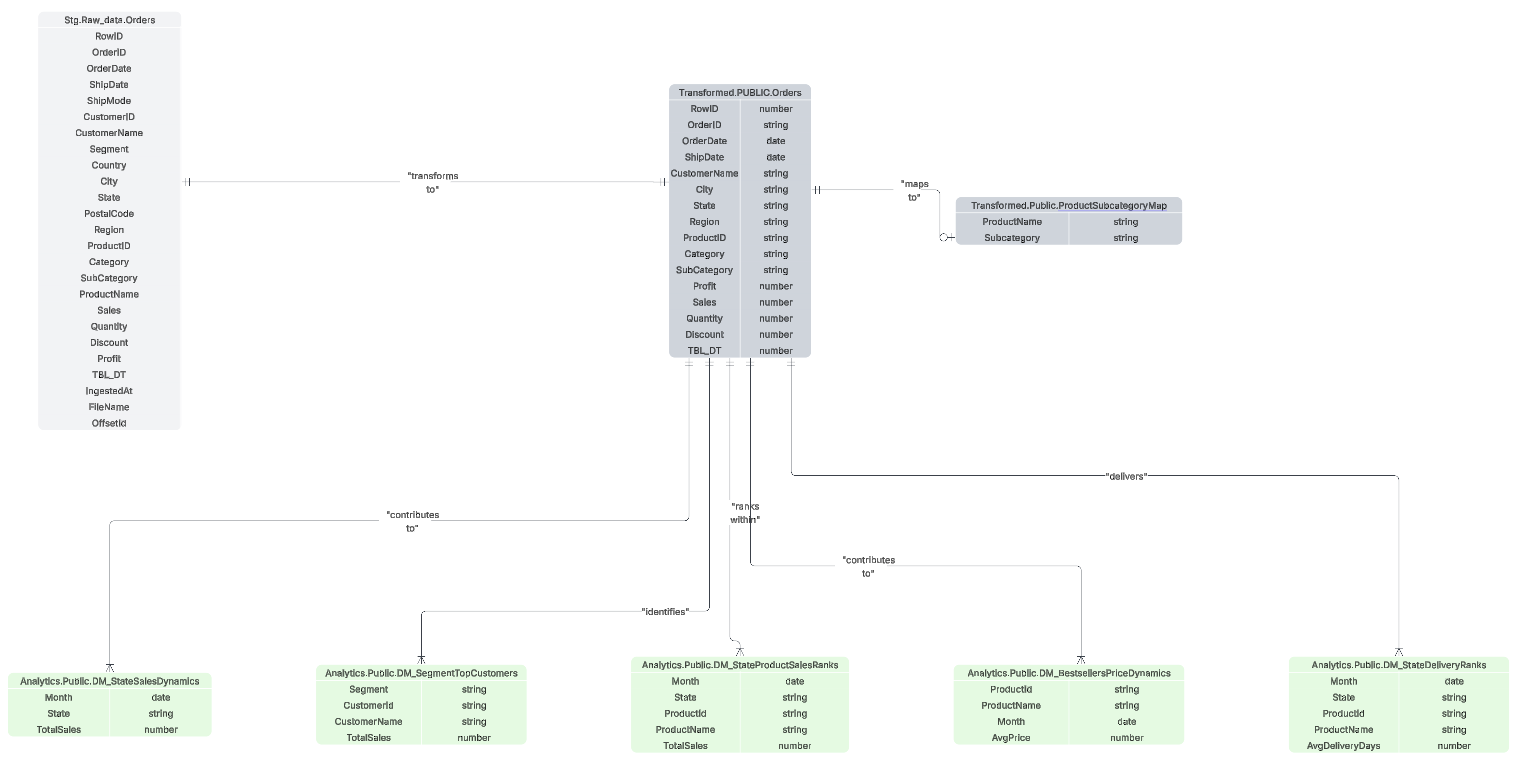 Stg.Raw_data.Orders
RowID
OrderID
OrderDate
ShipDate
ShipMode
CustomerID
CustomerName
Segment
Country
City
State
PostalCode
Region
ProductID
Category
SubCategory
ProductName
Sales
Quantity
Discount
Profit
TBL_DT
IngestedAt
FileName
OffsetId
"transforms
to"
Transformed.PUBLIC.Orders
RowID number
OrderID string
OrderDate date
ShipDate date
CustomerName string
City string
State string
Region string
ProductID string
Category string
SubCategory string
Profit number
Sales number
Quantity number
Discount number
TBL_DT number
"maps
to"
Transformed.Public.ProductSubcategoryMap
ProductName string
Subcategory string
"contributes
to"
"identifies"
"ranks
within"
"contributes
to"
"delivers"
Analytics.Public.DM_StateSalesDynamics
Month date
State string
TotalSales number
Analytics.Public.DM_SegmentTopCustomers
Segment string
CustomerId string
CustomerName string
TotalSales number
Analytics.Public.DM_StateProductSalesRanks
Month date
State string
ProductId string
ProductName string
TotalSales number
Analytics.Public.DM_BestsellersPriceDynamics
ProductId string
ProductName string
Month date
AvgPrice number
Analytics.Public.DM_StateDeliveryRanks
Month date
State string
ProductId string
ProductName string
AvgDeliveryDays number